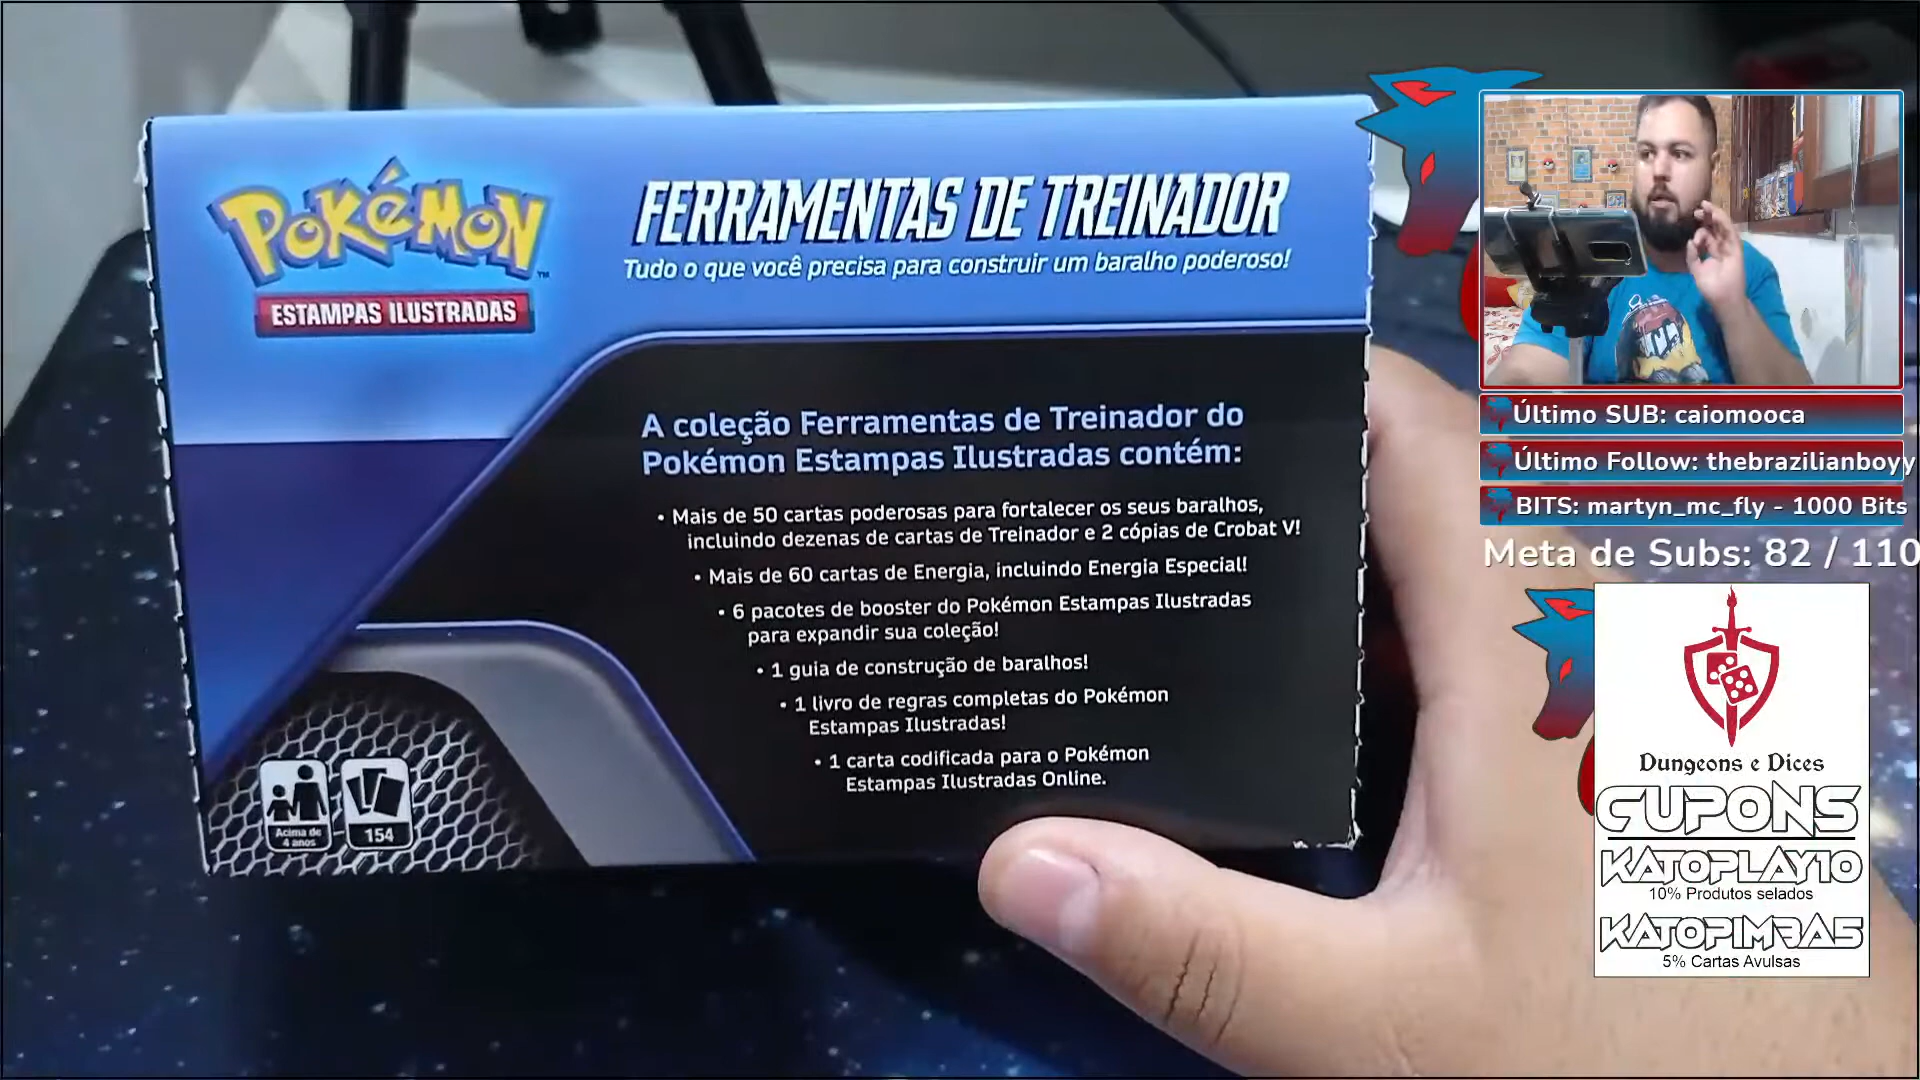 POKéMON
ESTAMPAS ILUSTRADAS
FERRAMENTAS DE TREINADOR
Tudo o que você precisa para construir um baralho poderoso!
A coleção Ferramentas de Treinador do
Pokémon Estampas Ilustradas contém:
• Mais de 50 cartas poderosas para fortalecer os seus baralhos,
incluindo dezenas de cartas de Treinador e 2 cópias de Crobat V!
• Mais de 60 cartas de Energia, incluindo Energia Especial!
• 6 pacotes de booster do Pokémon Estampas Ilustradas
para expandir sua coleção!
• 1 guia de construção de baralhos!
• 1 livro de regras completas do Pokémon
Estampas Ilustradas!
• 1 carta codificada para o Pokémon
Estampas Ilustradas Online.
Acima de
4 anos
154
Último SUB: caiomooca
Último Follow: thebrazilianboyy
BITS: martyn_mc_fly - 1000 Bits
Meta de Subs: 82 / 110
Dungeons e Dices
CUPONS
KATOPLAY10
10% Produtos selados
KATOPIMBA5
5% Cartas Avulsas